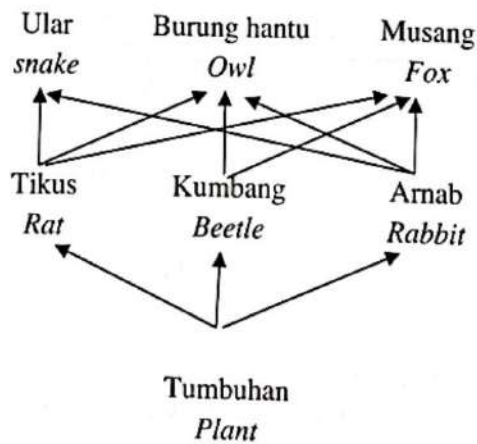 Ular
snake
Burung hantu
Owl
Musang
Fox
Tikus
Rat
Kumbang
Beetle
Arnab
Rabbit
Tumbuhan
Plant